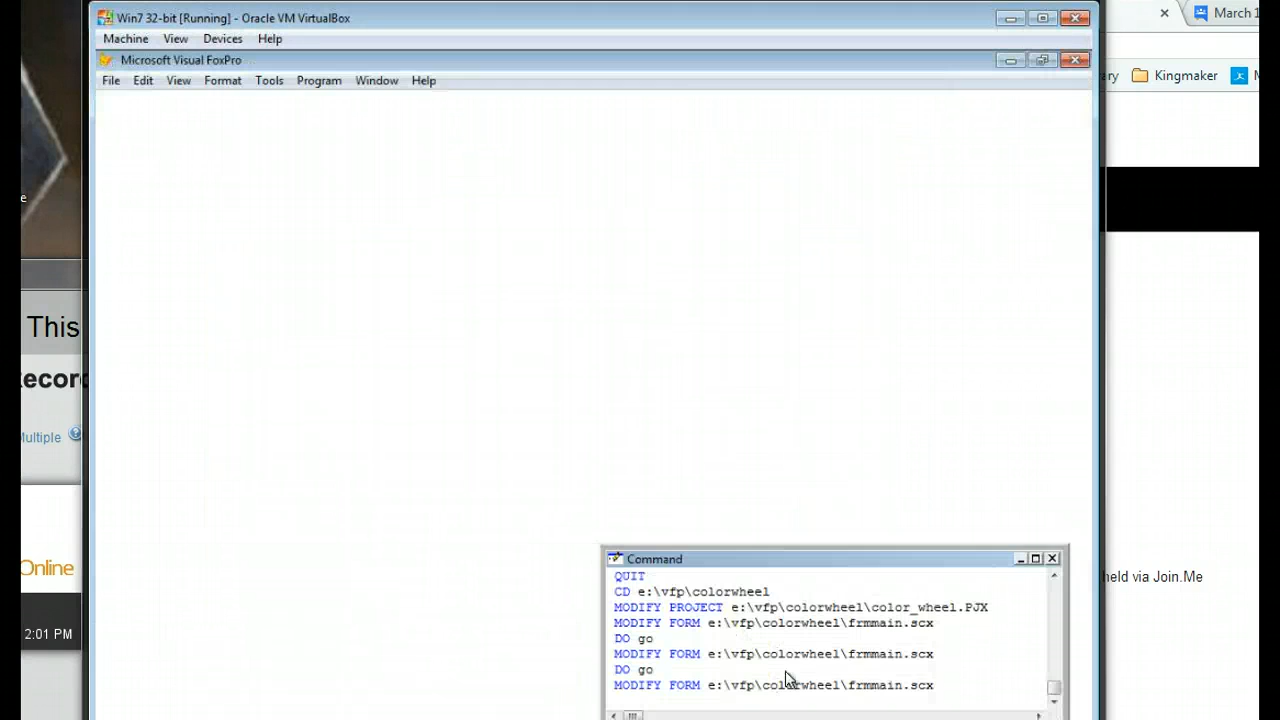 Win7 32-bit [Running] - Oracle VM VirtualBox
Machine View Devices Help
Microsoft Visual FoxPro
File Edit View Format Tools Program Window Help
March 1
Kingmaker
This
Multiple
Online
2:01 PM
held via Join.Me
Command
QUIT
CD e:\vfp\colorwheel
MODIFY PROJECT e:\vfp\colorwheel\color_wheel.PJX
MODIFY FORM e:\vfp\colorwheel\frmmain.scx
DO go
MODIFY FORM e:\vfp\colorwheel\frmmain.scx
DO go
MODIFY FORM e:\vfp\colorwheel\frmmain.scx